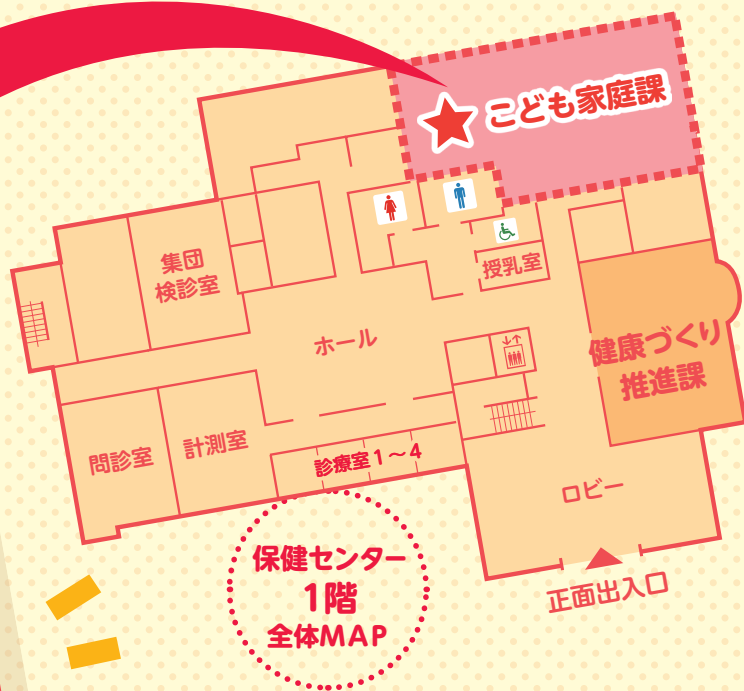 こども家庭課
集団
検診室
授乳室
ホール
健康づくり
推進課
問診室
計測室
診療室1〜4
ロビー
正面出入口
保健センター
1階
全体MAP